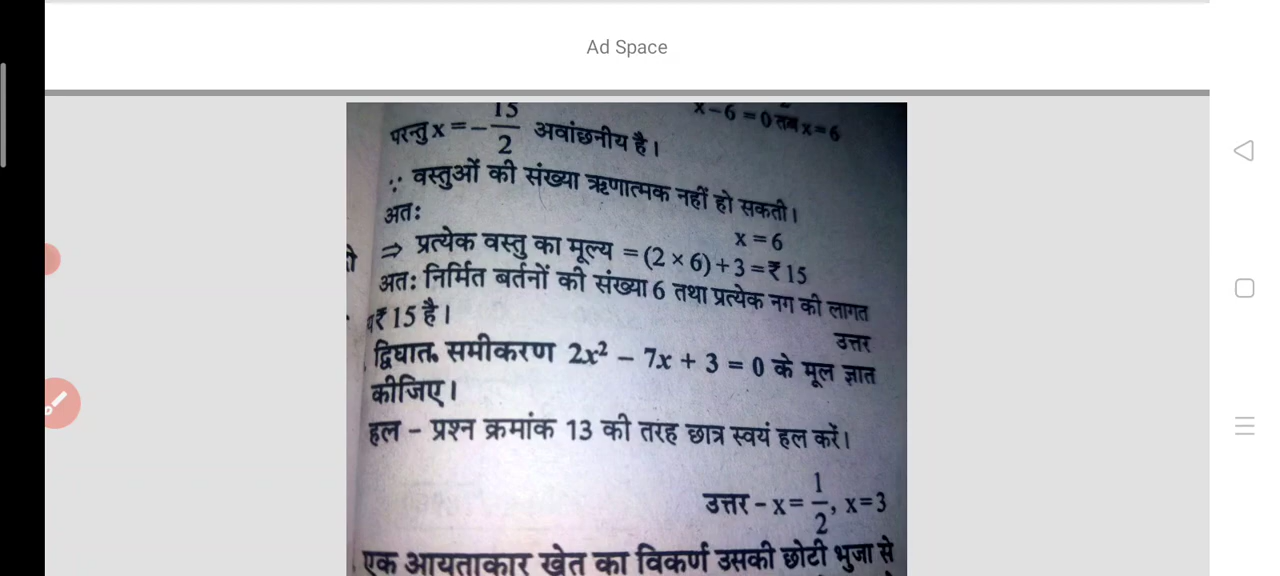 Ad Space
x-6=0 तब x=6
परन्तु x = -15/2 अवांछनीय है।
∵ वस्तुओं की संख्या ऋणात्मक नहीं हो सकती।
अतः
x = 6
⇒ प्रत्येक वस्तु का मूल्य = (2 × 6) + 3 = ₹ 15
अतः निर्मित बर्तनों की संख्या 6 तथा प्रत्येक नग की लागत
₹ 15 है।
उत्तर
द्विघात समीकरण 2x² - 7x + 3 = 0 के मूल ज्ञात
कीजिए।
हल - प्रश्न क्रमांक 13 की तरह छात्र स्वयं हल करें।
उत्तर - x = 1/2, x=3
एक आयताकार खेत का विकर्ण उसकी छोटी भुजा से